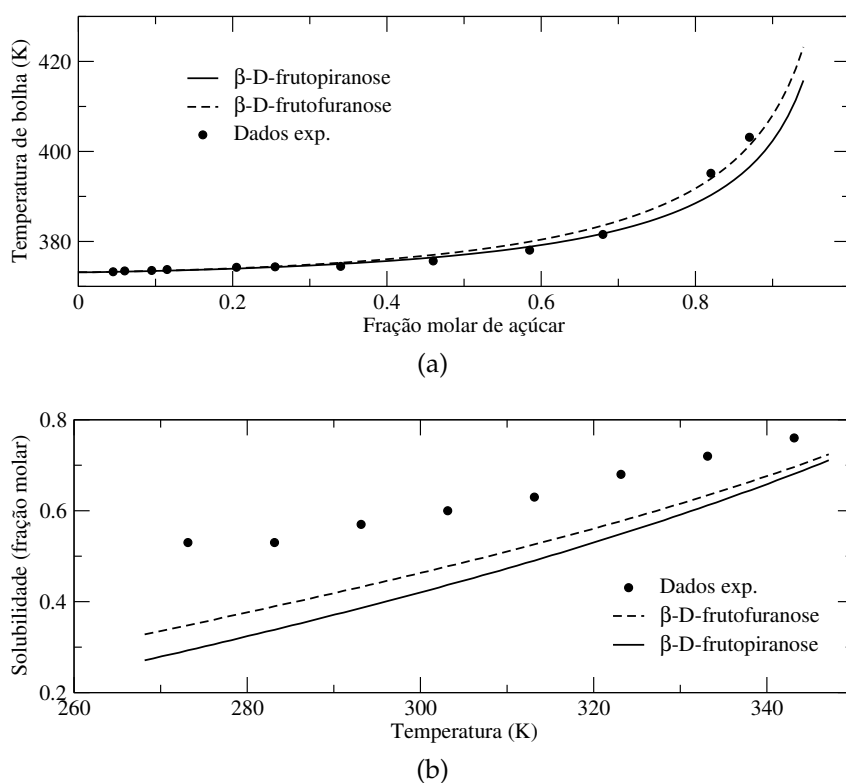 Temperatura de bolha (K)
420
400
380
β-D-frutopiranose
β-D-frutofuranose
Dados exp.
0
0.2
0.4
0.6
0.8
Fração molar de açúcar
(a)
Solubilidade (fração molar)
0.8
0.6
0.4
0.2
Dados exp.
β-D-frutofuranose
β-D-frutopiranose
260
280
300
320
340
Temperatura (K)
(b)